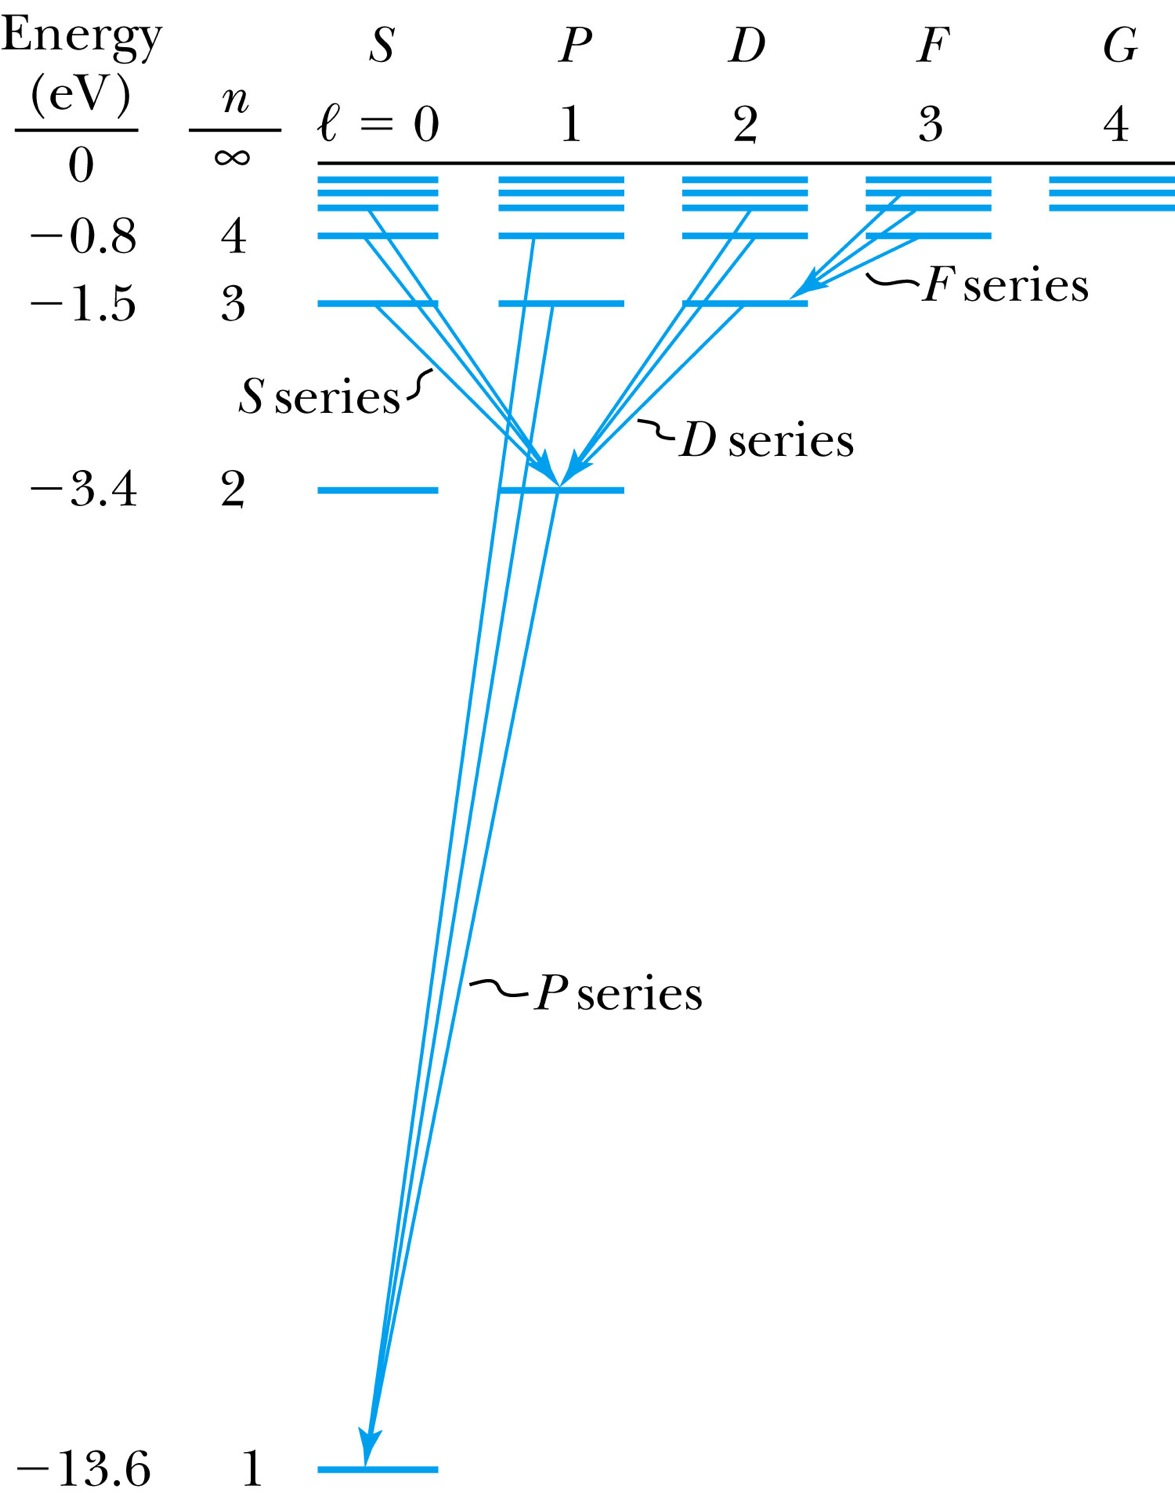 Energy S P D F G
(eV) n ℓ = 0 1 2 3 4
0 ∞
−0.8 4
−1.5 3
F series
S series
D series
−3.4 2
P series
−13.6 1